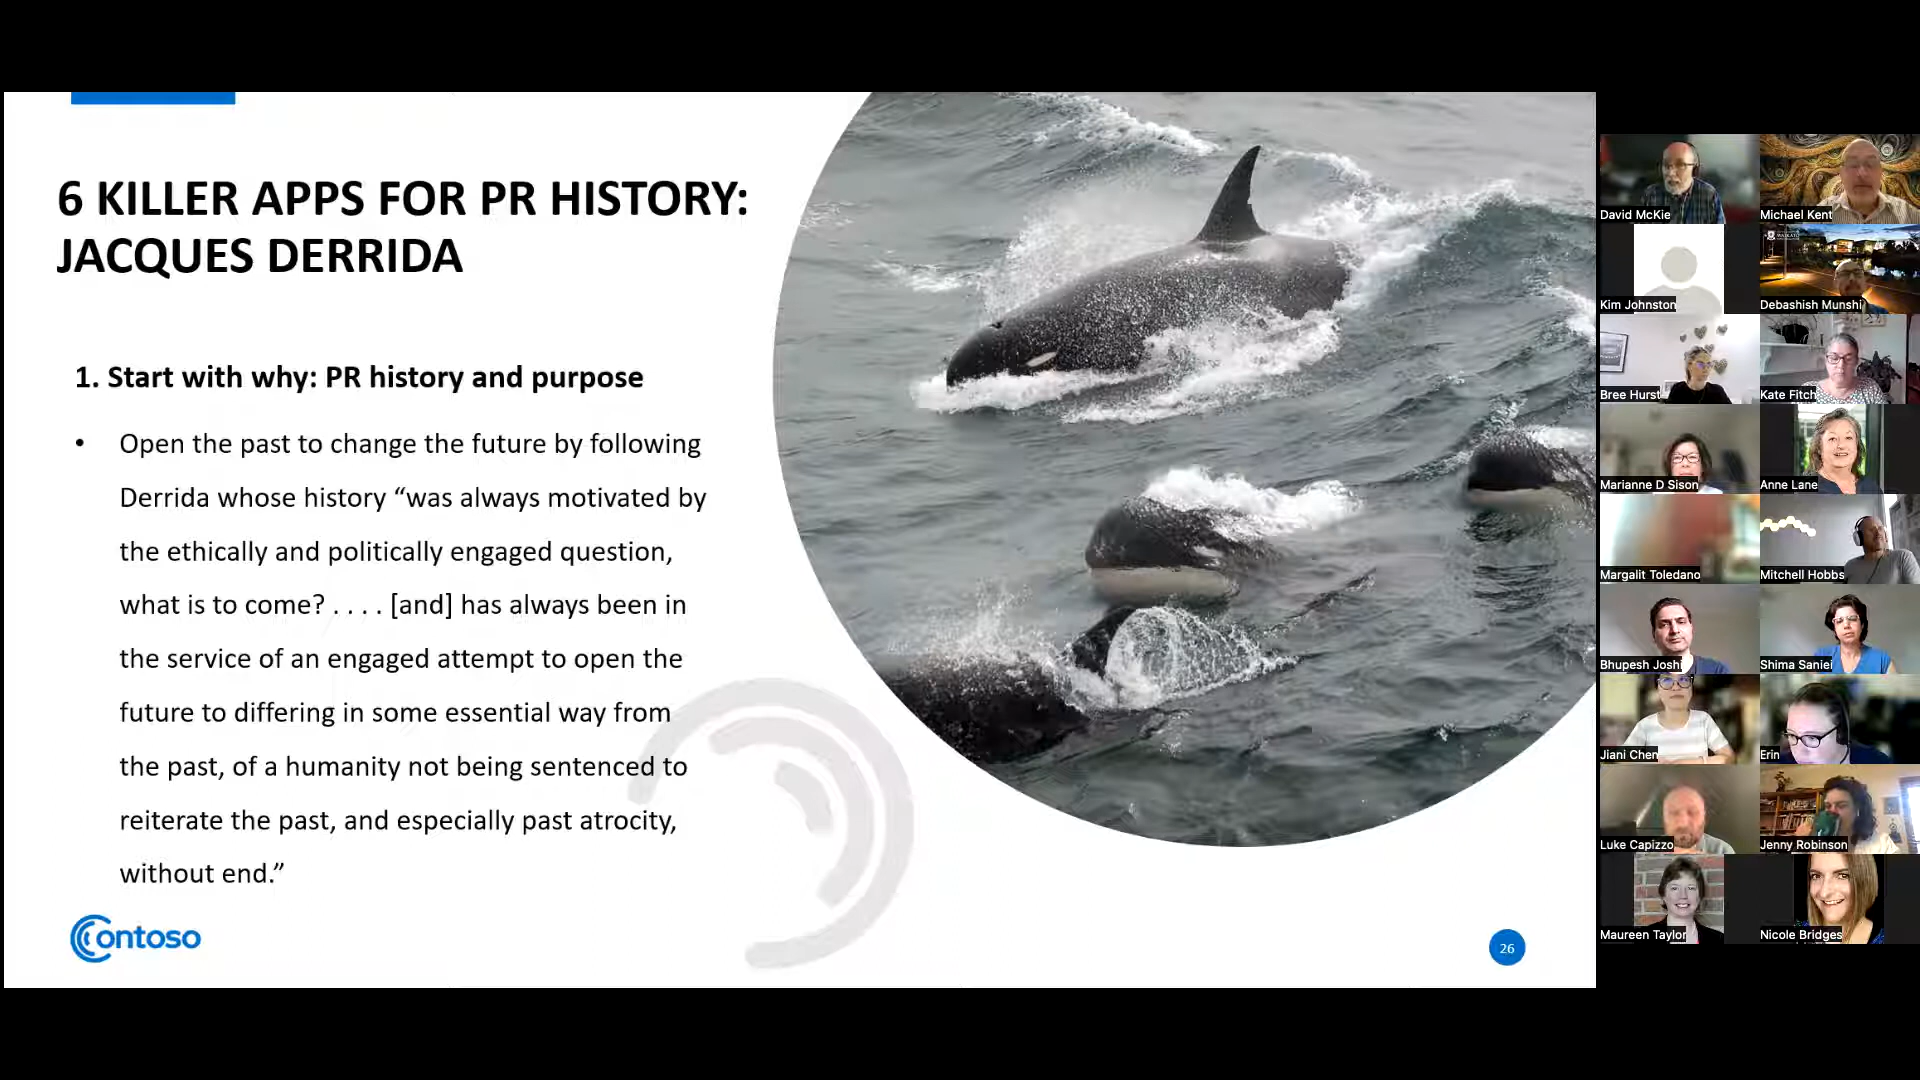 6 KILLER APPS FOR PR HISTORY:
JACQUES DERRIDA
1. Start with why: PR history and purpose
• Open the past to change the future by following
Derrida whose history “was always motivated by
the ethically and politically engaged question,
what is to come? . . . . [and] has always been in
the service of an engaged attempt to open the
future to differing in some essential way from
the past, of a humanity not being sentenced to
reiterate the past, and especially past atrocity,
without end.”
Contoso
26
David McKie
Michael Kent
Kim Johnston
Debashish Munshi
Bree Hurst
Kate Fitch
Marianne D Sison
Anne Lane
Margalit Toledano
Mitchell Hobbs
Bhupesh Joshi
Shima Saniei
Jiani Chen
Erin
Luke Capizzo
Jenny Robinson
Maureen Taylor
Nicole Bridges